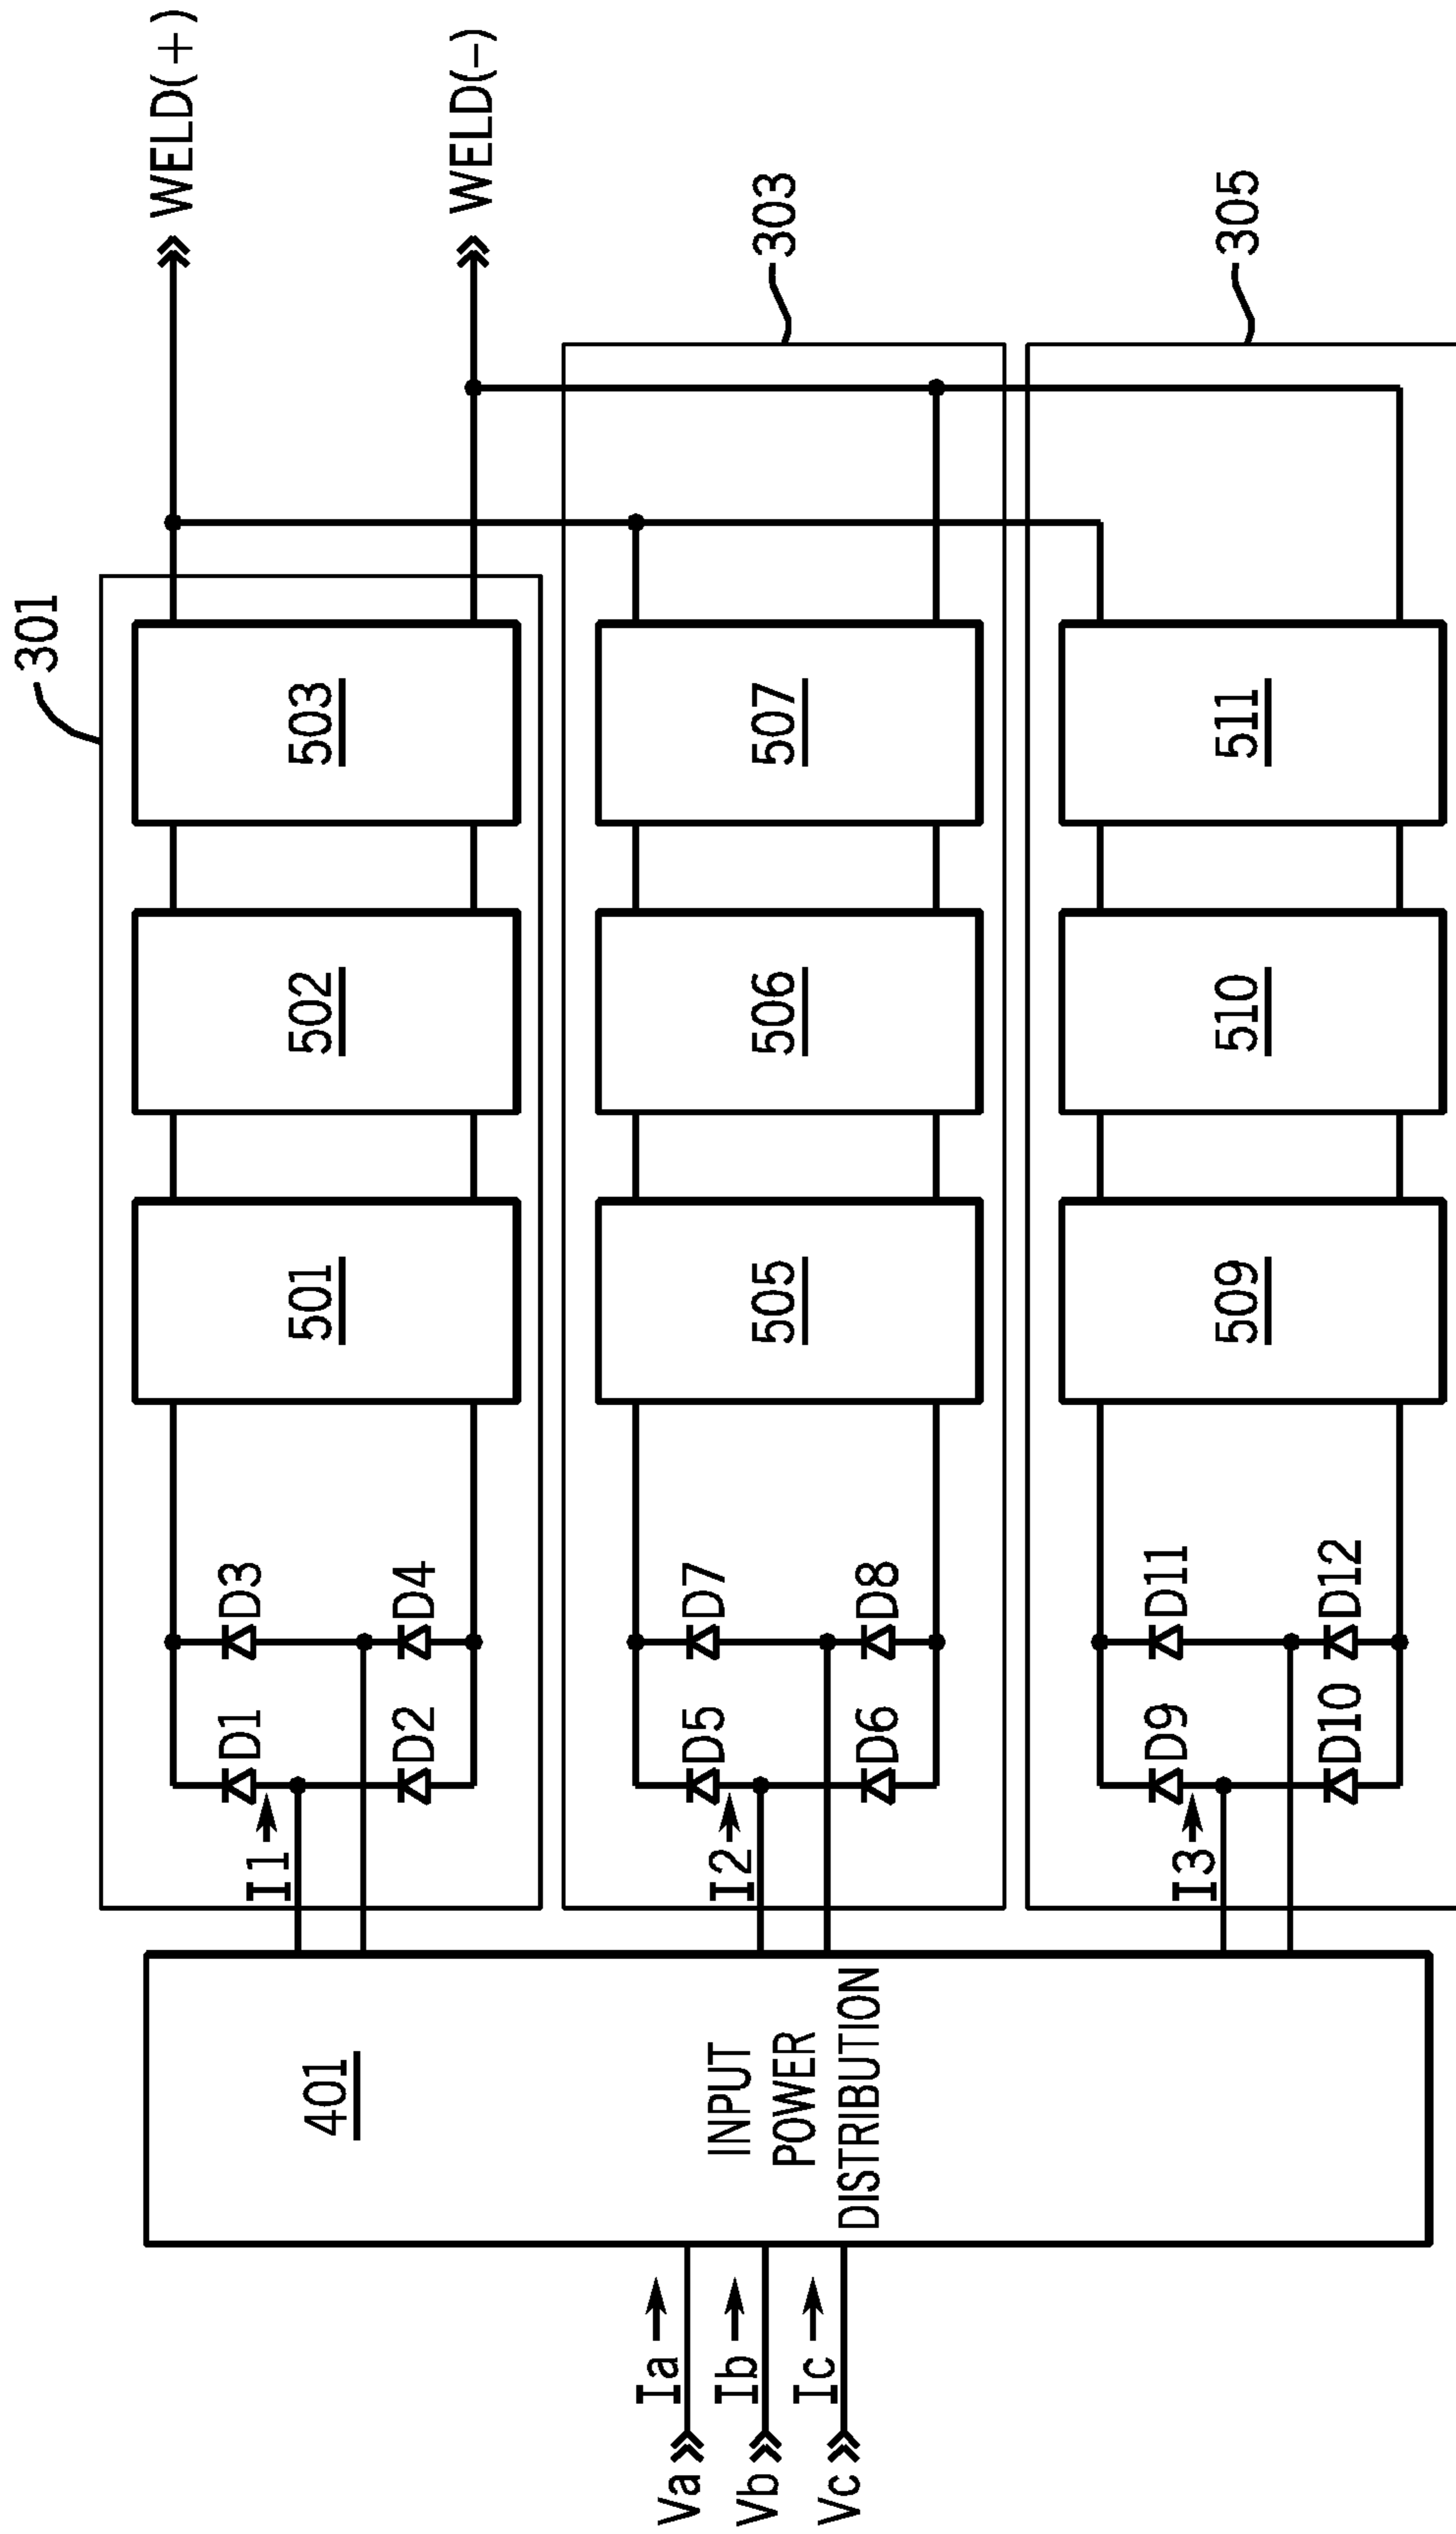 301
WELD(+)
WELD(-)
303
305
501
502
503
505
506
507
509
510
511
D1
D3
D2
D4
I1
D5
D7
D6
D8
I2
D9
D11
D10
D12
I3
401
INPUT
POWER
DISTRIBUTION
Ia
Va
Ib
Vb
Ic
Vc